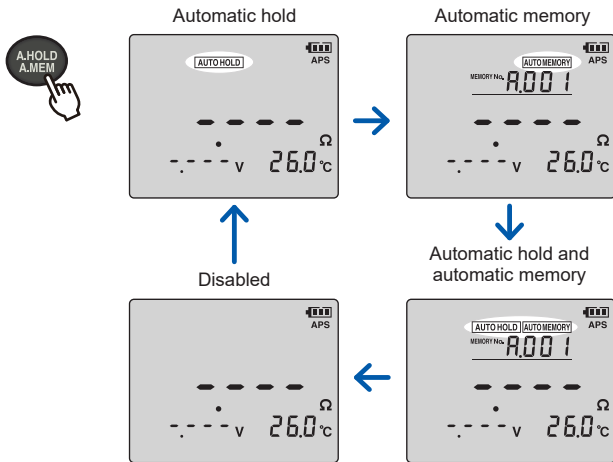 Automatic hold
Automatic memory
A.HOLD
A.MEM
AUTO HOLD
APS
- - - -
Ω
-.- - - V 26.0 °C
AUTO MEMORY
APS
MEMORY No. A.001
- - - -
Ω
-.- - - V 26.0 °C
Disabled
Automatic hold and
automatic memory
APS
- - - -
Ω
-.- - - V 26.0 °C
APS
AUTO HOLD AUTO MEMORY
MEMORY No. A.001
- - - -
Ω
-.- - - V 26.0 °C